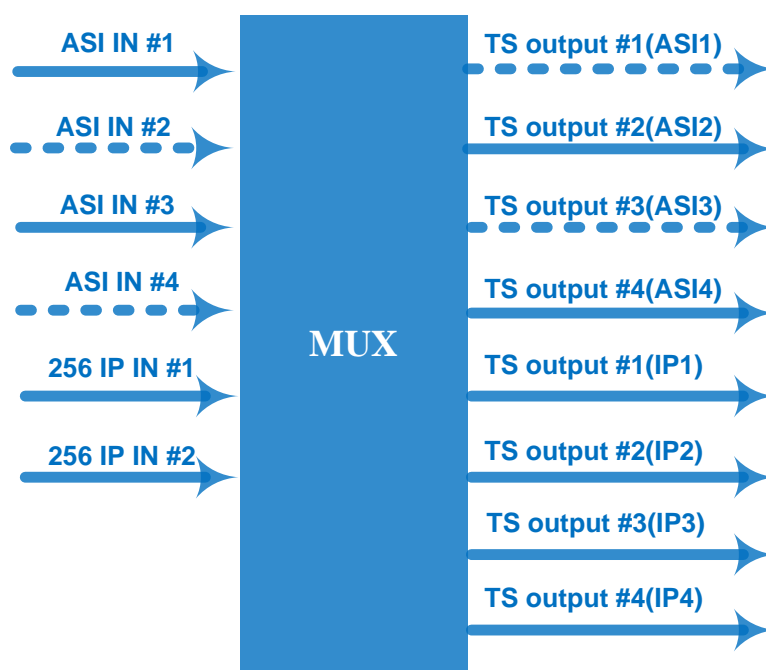 ASI IN #1
ASI IN #2
ASI IN #3
ASI IN #4
256 IP IN #1
256 IP IN #2
MUX
TS output #1(ASI1)
TS output #2(ASI2)
TS output #3(ASI3)
TS output #4(ASI4)
TS output #1(IP1)
TS output #2(IP2)
TS output #3(IP3)
TS output #4(IP4)